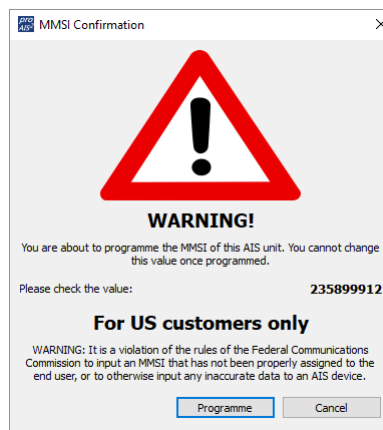 pro
AIS²
MMSI Confirmation
WARNING!
You are about to programme the MMSI of this AIS unit. You cannot change
this value once programmed.
Please check the value: 235899912
For US customers only
WARNING: It is a violation of the rules of the Federal Communications
Commission to input an MMSI that has not been properly assigned to the
end user, or to otherwise input any inaccurate data to an AIS device.
Programme Cancel